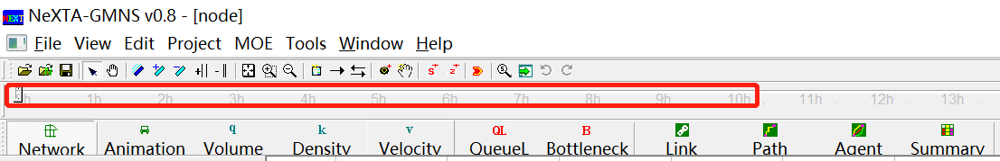 NEXT NeXTA-GMNS v0.8 - [node]
File View Edit Project MOE Tools Window Help
S+ 2+
h 1h 2h 3h 4h 5h 6h 7h 8h 9h 10h . 11h . 12h . 13h .
q k v QL B
Network Animation Volume Density Velocity QueueL Bottleneck Link Path Agent Summary